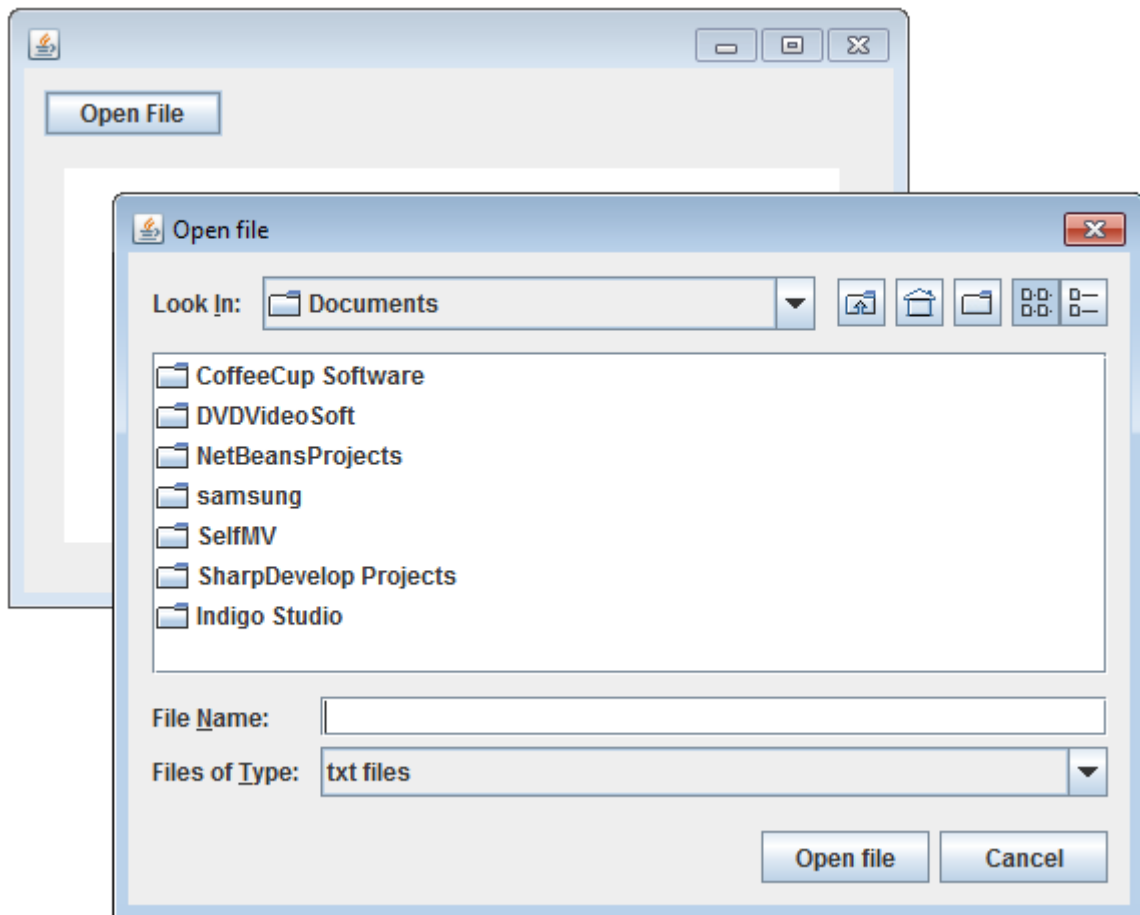 Open File
Open file
Look In: Documents
CoffeeCup Software
DVDVideoSoft
NetBeansProjects
samsung
SelfMV
SharpDevelop Projects
Indigo Studio
File Name:
Files of Type: txt files
Open file Cancel